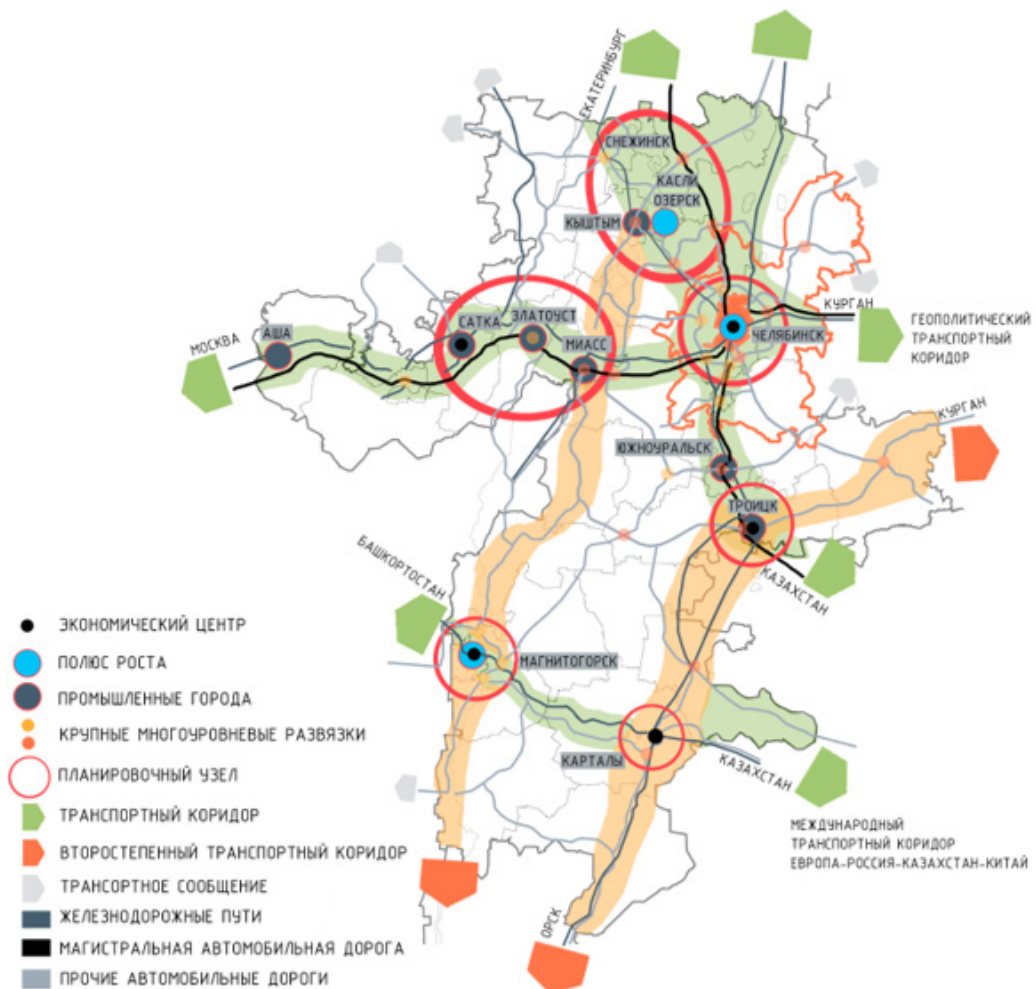 ЕКАТЕРИНБУРГ
СНЕЖИНСК
КАСЛИ
ОЗЕРСК
КЫШТЫМ
КУРГАН
ГЕОПОЛИТИЧЕСКИЙ
ТРАНСПОРТНЫЙ
КОРИДОР
МОСКВА
АША
САТКА
ЗЛАТОУСТ
МИАСС
ЧЕЛЯБИНСК
КУРГАН
ЮЖНОУРАЛЬСК
ТРОИЦК
КАЗАХСТАН
БАШКОРТОСТАН
МАГНИТОГОРСК
КАРТАЛЫ
КАЗАХСТАН
МЕЖДУНАРОДНЫЙ
ТРАНСПОРТНЫЙ КОРИДОР
ЕВРОПА-РОССИЯ-КАЗАХСТАН-КИТАЙ
ОРСК
ЭКОНОМИЧЕСКИЙ ЦЕНТР
ПОЛЮС РОСТА
ПРОМЫШЛЕННЫЕ ГОРОДА
КРУПНЫЕ МНОГОУРОВНЕВЫЕ РАЗВЯЗКИ
ПЛАНИРОВОЧНЫЙ УЗЕЛ
ТРАНСПОРТНЫЙ КОРИДОР
ВТОРОСТЕПЕННЫЙ ТРАНСПОРТНЫЙ КОРИДОР
ТРАНСОРТНОЕ СООБЩЕНИЕ
ЖЕЛЕЗНОДОРОЖНЫЕ ПУТИ
МАГИСТРАЛЬНАЯ АВТОМОБИЛЬНАЯ ДОРОГА
ПРОЧИЕ АВТОМОБИЛЬНЫЕ ДОРОГИ